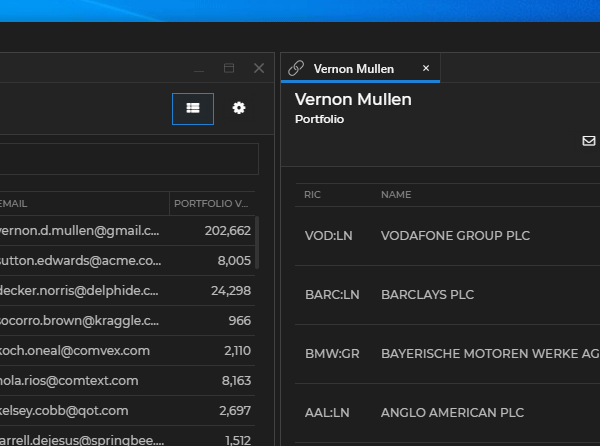 Vernon Mullen
Vernon Mullen
Portfolio
EMAIL PORTFOLIO V...
vernon.d.mullen@gmail.c... 202,662
sutton.edwards@acme.co... 8,005
decker.norris@delphide.c... 24,298
socorro.brown@kraggle.c... 966
koch.oneal@comvex.com 2,110
nola.rios@comtext.com 8,163
kelsey.cobb@qot.com 2,697
jarrell.dejesus@springbee.... 1,512
RIC NAME
VOD:LN VODAFONE GROUP PLC
BARC:LN BARCLAYS PLC
BMW:GR BAYERISCHE MOTOREN WERKE AG
AAL:LN ANGLO AMERICAN PLC